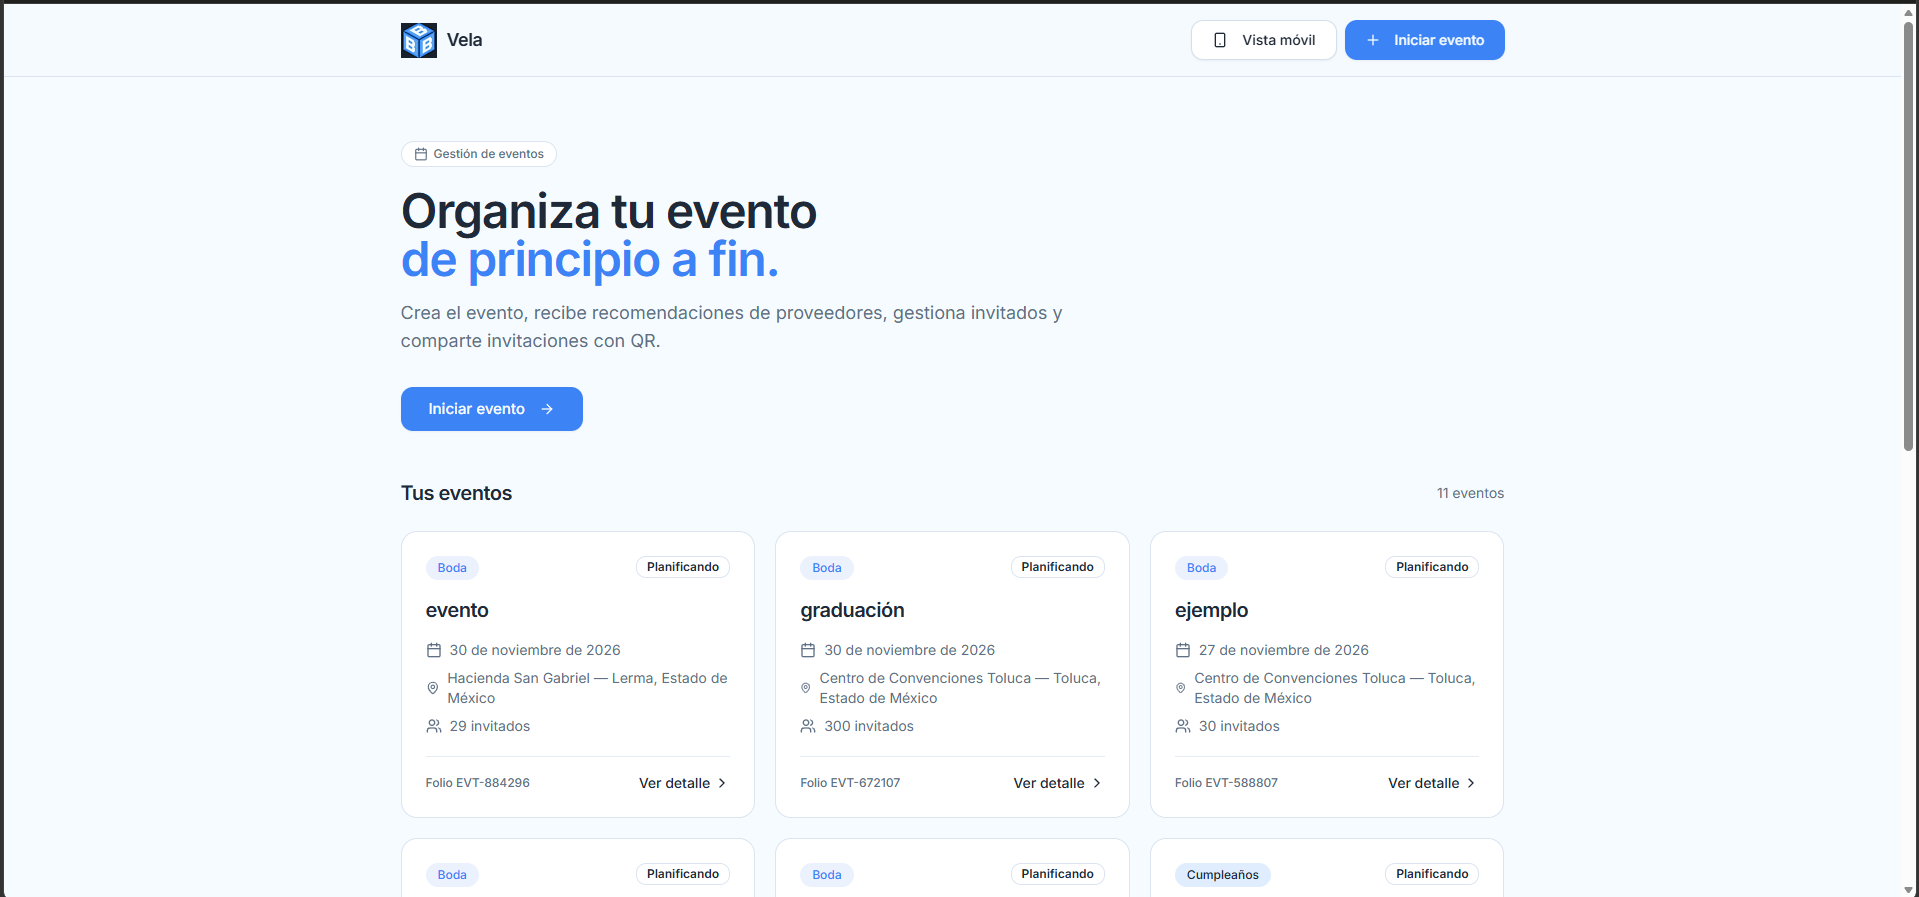 BBB
Vela
Vista móvil
Iniciar evento
Gestión de eventos
Organiza tu evento
de principio a fin.
Crea el evento, recibe recomendaciones de proveedores, gestiona invitados y
comparte invitaciones con QR.
Iniciar evento
Tus eventos
11 eventos
Boda
Planificando
evento
30 de noviembre de 2026
Hacienda San Gabriel — Lerma, Estado de
México
29 invitados
Folio EVT-884296
Ver detalle
Boda
Planificando
graduación
30 de noviembre de 2026
Centro de Convenciones Toluca — Toluca,
Estado de México
300 invitados
Folio EVT-672107
Ver detalle
Boda
Planificando
ejemplo
27 de noviembre de 2026
Centro de Convenciones Toluca — Toluca,
Estado de México
30 invitados
Folio EVT-588807
Ver detalle
Boda
Planificando
Boda
Planificando
Cumpleaños
Planificando